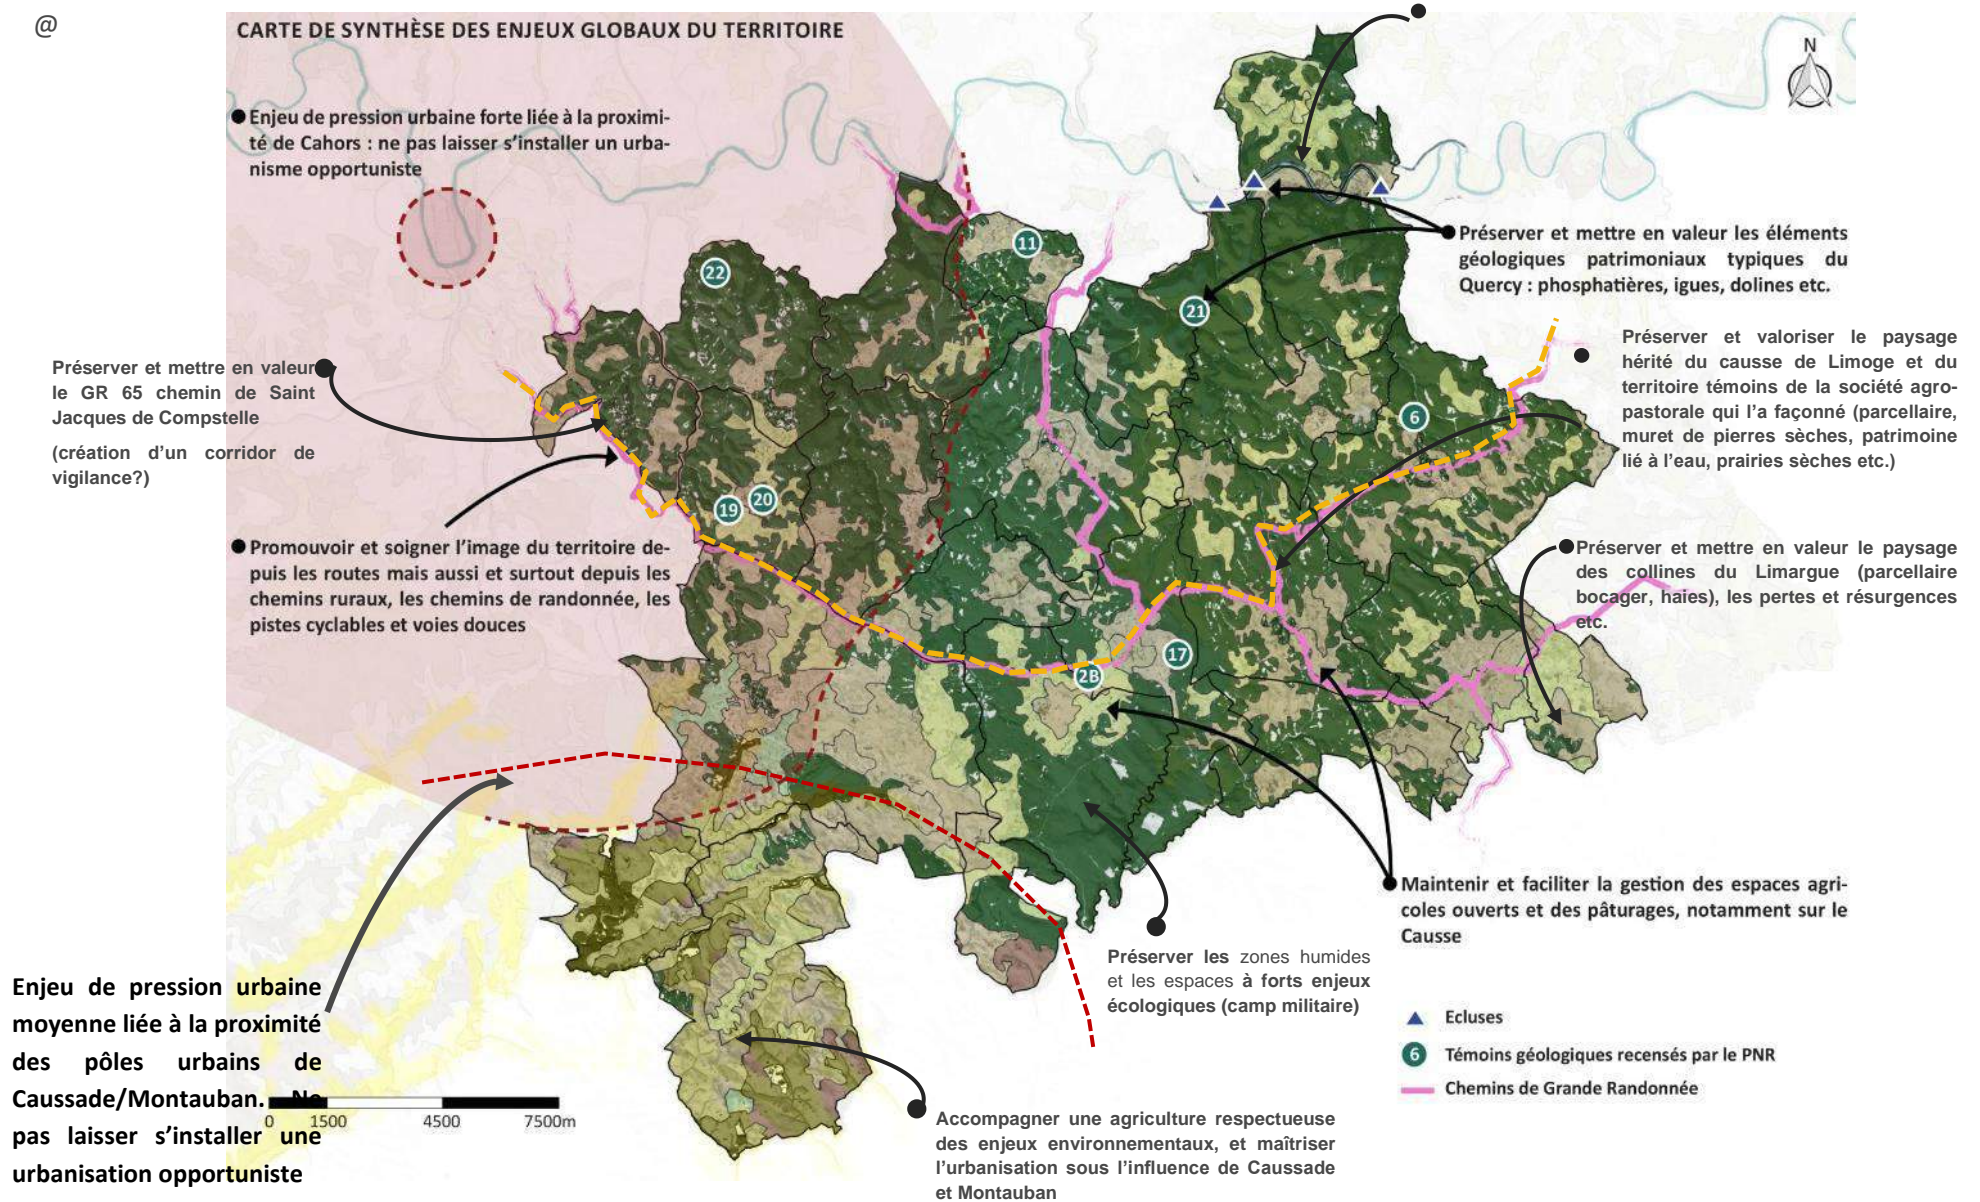 @
CARTE DE SYNTHÈSE DES ENJEUX GLOBAUX DU TERRITOIRE
N
Enjeu de pression urbaine forte liée à la proximi-
té de Cahors : ne pas laisser s'installer un urba-
nisme opportuniste
Préserver et mettre en valeur les éléments
géologiques patrimoniaux typiques du
Quercy : phosphatières, igues, dolines etc.
Préserver et mettre en valeur
le GR 65 chemin de Saint
Jacques de Compstelle
(création d'un corridor de
vigilance?)
Préserver et valoriser le paysage
hérité du causse de Limoge et du
territoire témoins de la société agro-
pastorale qui l'a façonné (parcellaire,
muret de pierres sèches, patrimoine
lié à l'eau, prairies sèches etc.)
Promouvoir et soigner l'image du territoire de-
puis les routes mais aussi et surtout depuis les
chemins ruraux, les chemins de randonnée, les
pistes cyclables et voies douces
Préserver et mettre en valeur le paysage
des collines du Limargue (parcellaire
bocager, haies), les pertes et résurgences
etc.
11
22
21
6
19
20
17
2B
Maintenir et faciliter la gestion des espaces agri-
coles ouverts et des pâturages, notamment sur le
Causse
Préserver les zones humides
et les espaces à forts enjeux
écologiques (camp militaire)
Enjeu de pression urbaine
moyenne liée à la proximité
des pôles urbains de
Caussade/Montauban. Ne
pas laisser s'installer une
urbanisation opportuniste
0 1500 4500 7500m
Accompagner une agriculture respectueuse
des enjeux environnementaux, et maîtriser
l'urbanisation sous l'influence de Caussade
et Montauban
Ecluses
6 Témoins géologiques recensés par le PNR
Chemins de Grande Randonnée